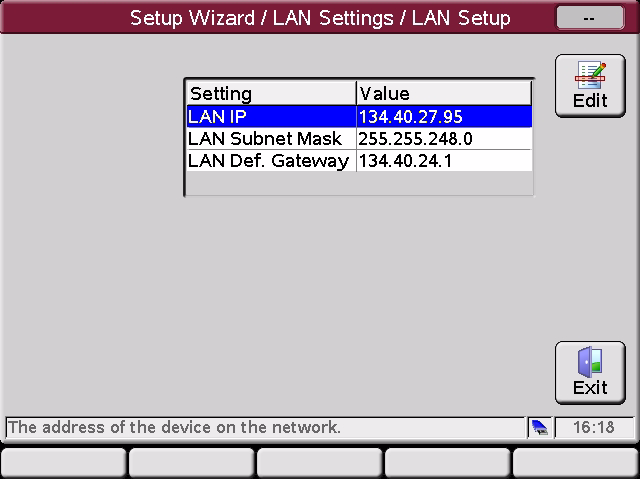 Setup Wizard / LAN Settings / LAN Setup
--
Edit
Setting Value
LAN IP 134.40.27.95
LAN Subnet Mask 255.255.248.0
LAN Def. Gateway 134.40.24.1
Exit
The address of the device on the network.
16:18